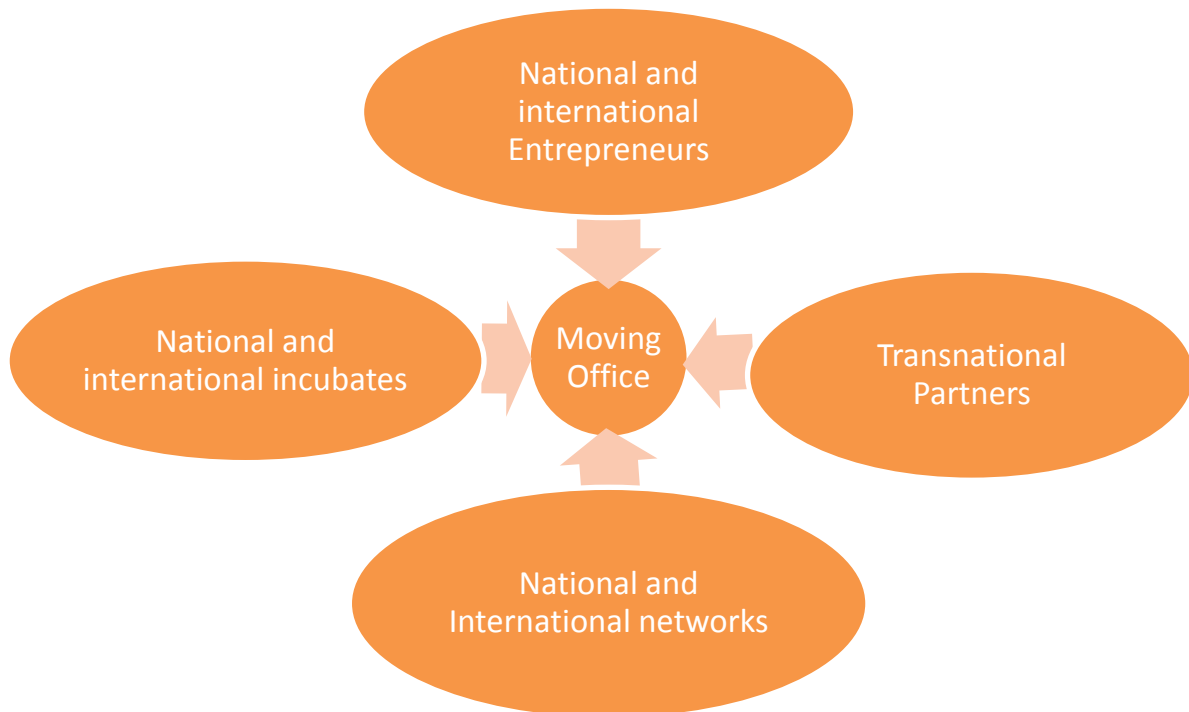 National and
international
Entrepreneurs
National and
international incubates
Moving
Office
Transnational
Partners
National and
International networks